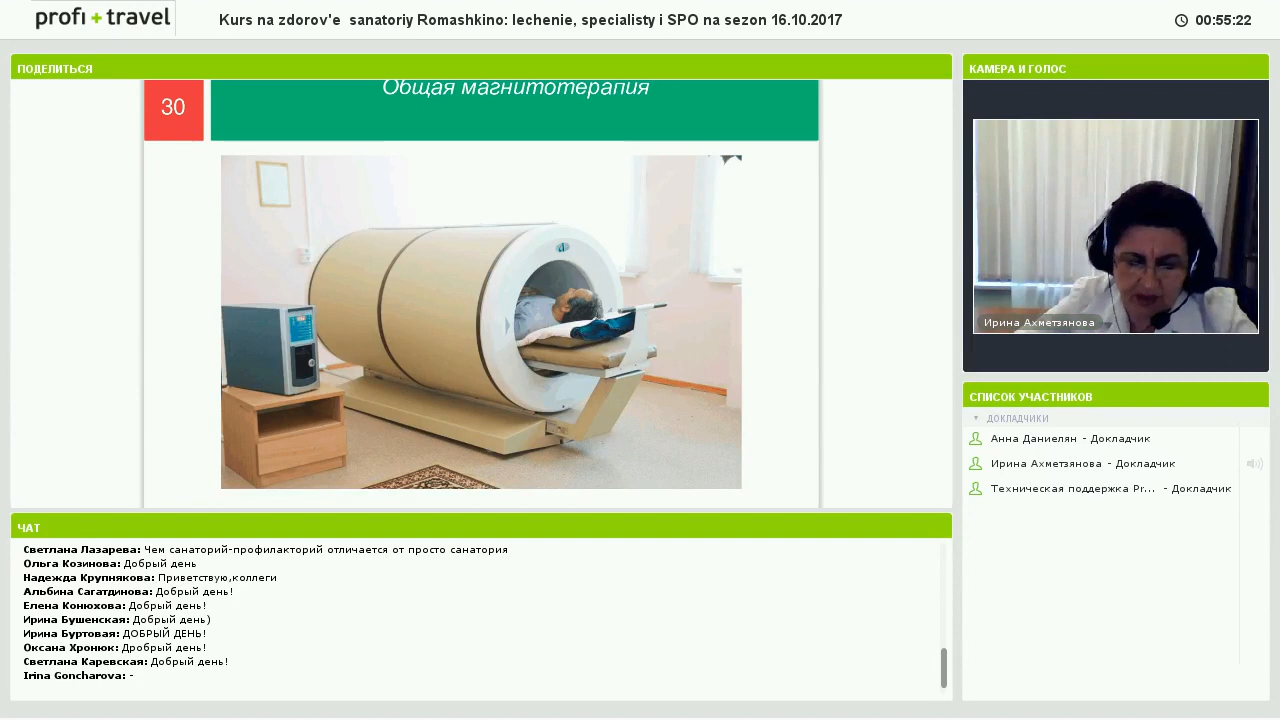 profi + travel
Kurs na zdorov'e sanatoriy Romashkino: lechenie, specialisty i SPO na sezon 16.10.2017
00:55:22
ПОДЕЛИТЬСЯ
30
Общая магнитотерапия
КАМЕРА И ГОЛОС
Ирина Ахметзянова
СПИСОК УЧАСТНИКОВ
ДОКЛАДЧИКИ
Анна Даниелян - Докладчик
Ирина Ахметзянова - Докладчик
Техническая поддержка Pr... - Докладчик
ЧАТ
Светлана Лазарева: Чем санаторий-профилакторий отличается от просто санатория
Ольга Козинова: Добрый день
Надежда Крупнякова: Приветствую,коллеги
Альбина Сагатдинова: Добрый день!
Елена Конюхова: Добрый день!
Ирина Бушенская: Добрый день)
Ирина Буртовая: ДОБРЫЙ ДЕНЬ!
Оксана Хронюк: Дробрый день!
Светлана Каревская: Добрый день!
Irina Goncharova: -